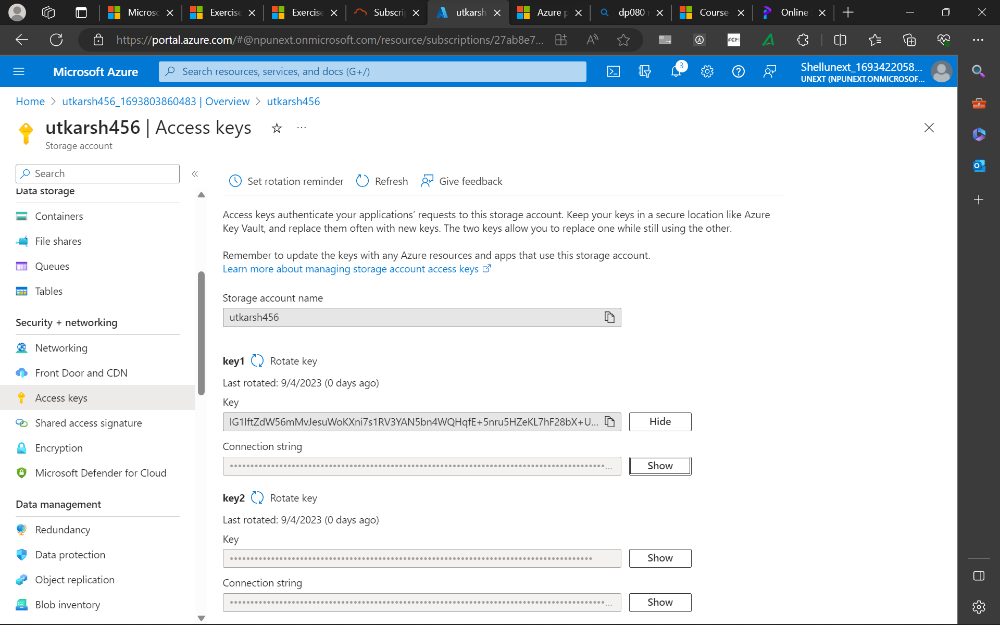 Microso
Exercise
Exercise
Subscri
utkarsh
Azure p
dp080
Course
Online
https://portal.azure.com/#@npunext.onmicrosoft.com/resource/subscriptions/27ab8e7...
FCM
Microsoft Azure
Search resources, services, and docs (G+/)
3
Shellunext_1693422058...
UNEXT (NPUNEXT.ONMICROSOF...
Home > utkarsh456_1693803860483 | Overview > utkarsh456
utkarsh456 | Access keys
...
Storage account
Search
«
Data storage
Containers
File shares
Queues
Tables
Security + networking
Networking
Front Door and CDN
Access keys
Shared access signature
Encryption
Microsoft Defender for Cloud
Data management
Redundancy
Data protection
Object replication
Blob inventory
Set rotation reminder
Refresh
Give feedback
Access keys authenticate your applications’ requests to this storage account. Keep your keys in a secure location like Azure
Key Vault, and replace them often with new keys. The two keys allow you to replace one while still using the other.
Remember to update the keys with any Azure resources and apps that use this storage account.
Learn more about managing storage account access keys
Storage account name
utkarsh456
key1
Rotate key
Last rotated: 9/4/2023 (0 days ago)
Key
lG1lftZdW56mMvJesuWoKXni7s1RV3YAN5bn4WQHqfE+5nru5HZeKL7hF28bX+U...
Hide
Connection string
Show
key2
Rotate key
Last rotated: 9/4/2023 (0 days ago)
Key
Show
Connection string
Show